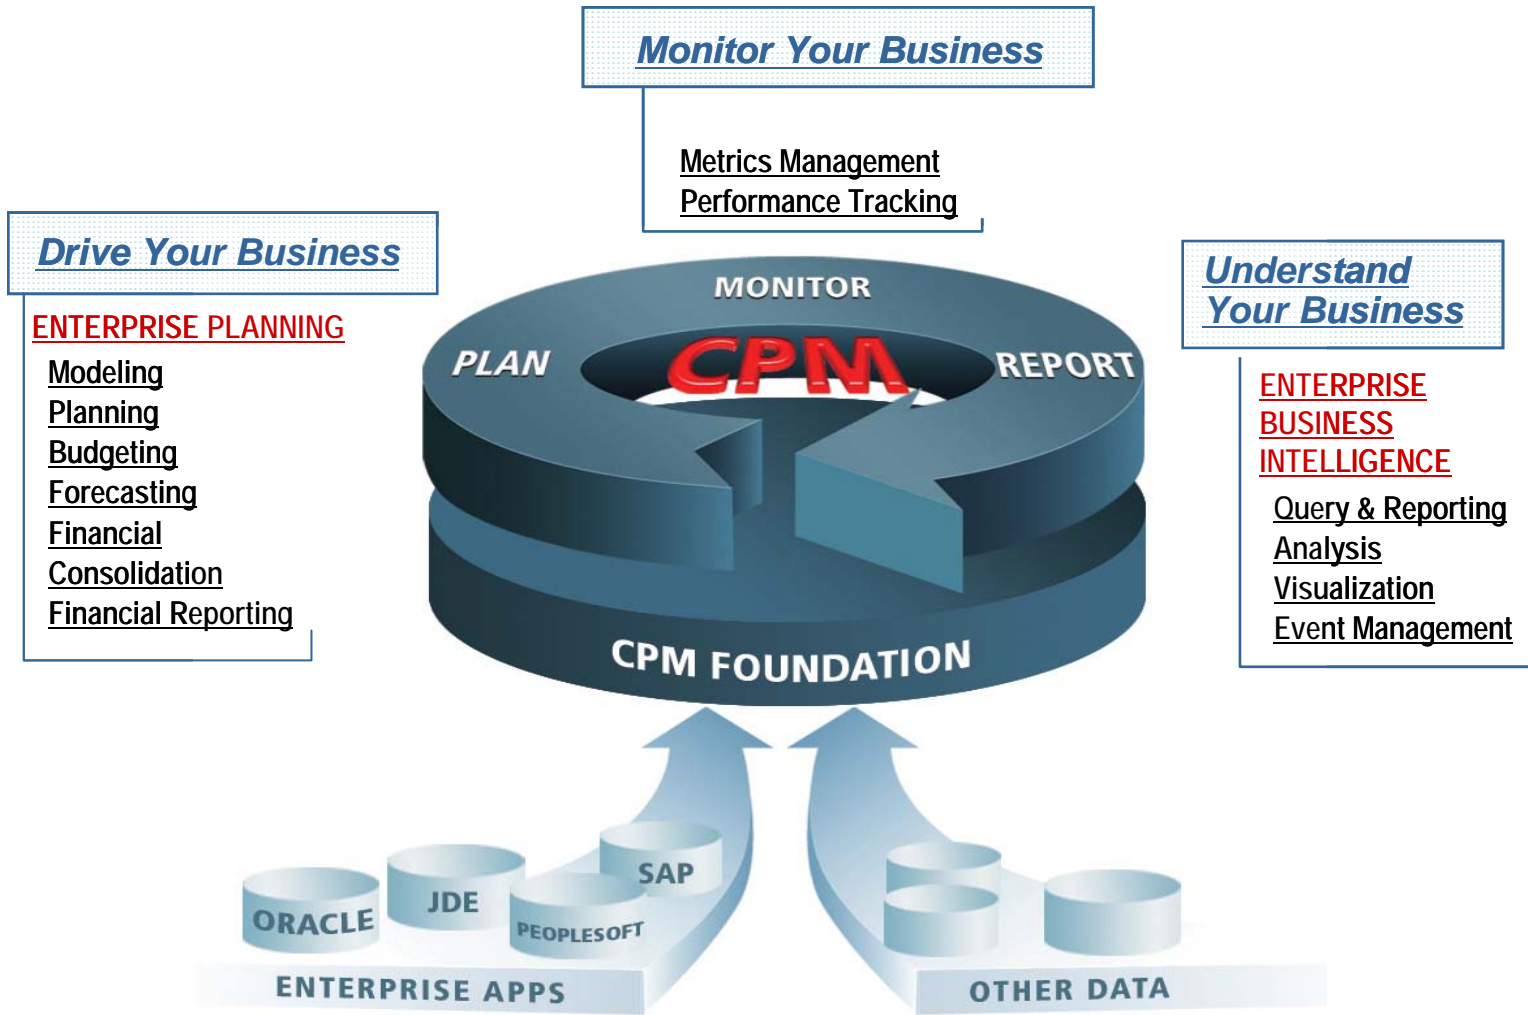 Monitor Your Business
Metrics Management
Performance Tracking
Drive Your Business
ENTERPRISE PLANNING
Modeling
Planning
Budgeting
Forecasting
Financial
Consolidation
Financial Reporting
MONITOR
PLAN
CPM
REPORT
CPM FOUNDATION
Understand
Your Business
ENTERPRISE
BUSINESS
INTELLIGENCE
Query & Reporting
Analysis
Visualization
Event Management
ORACLE
JDE
PEOPLESOFT
SAP
ENTERPRISE APPS
OTHER DATA